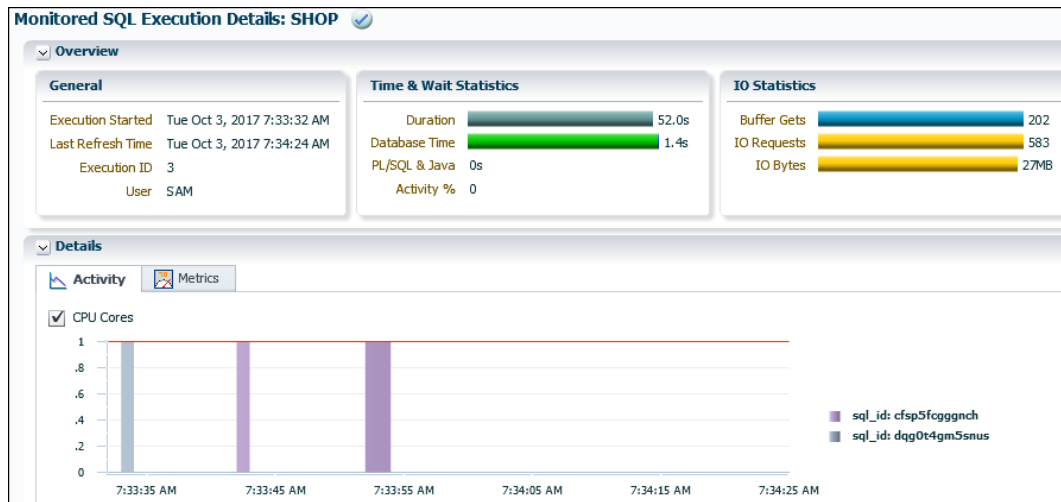 Monitored SQL Execution Details: SHOP
Overview
General
Execution Started Tue Oct 3, 2017 7:33:32 AM
Last Refresh Time Tue Oct 3, 2017 7:34:24 AM
Execution ID 3
User SAM
Time & Wait Statistics
Duration 52.0s
Database Time 1.4s
PL/SQL & Java 0s
Activity % 0
IO Statistics
Buffer Gets 202
IO Requests 583
IO Bytes 27MB
Details
Activity Metrics
CPU Cores
1
.8
.6
.4
.2
0
7:33:35 AM 7:33:45 AM 7:33:55 AM 7:34:05 AM 7:34:15 AM 7:34:25 AM
sql_id: cfsp5fcgggnch
sql_id: dqg0t4gm5snus